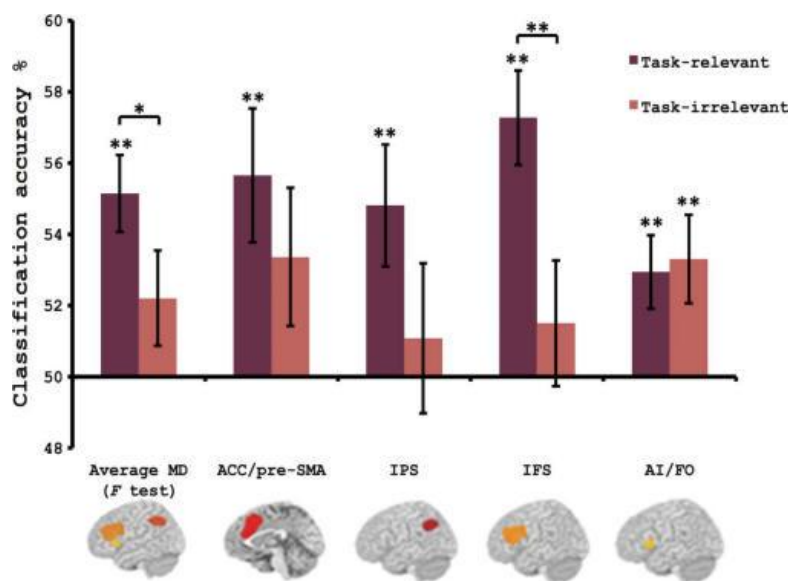 60
58
56
54
52
50
48
Classification accuracy %
**
*
**
**
**
**
**
**
Task-relevant
Task-irrelevant
Average MD
(F test)
ACC/pre-SMA
IPS
IFS
AI/FO